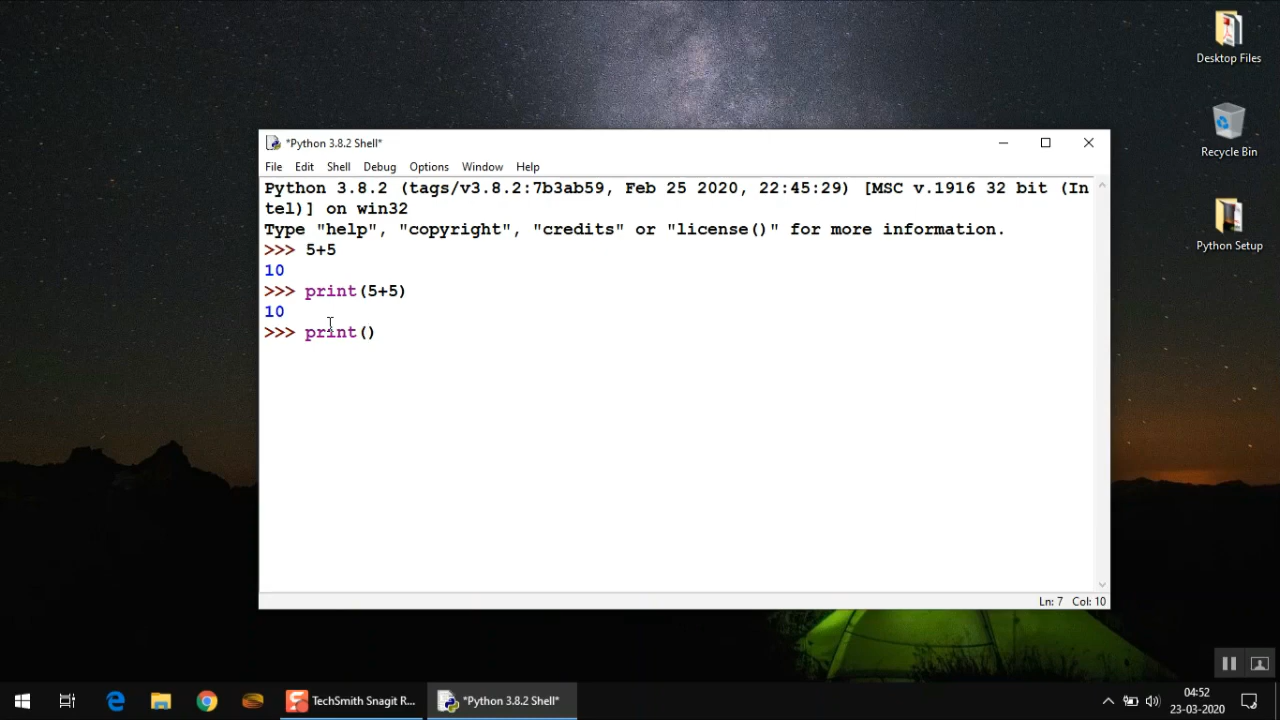 Desktop Files
Recycle Bin
Python Setup
*Python 3.8.2 Shell*
File Edit Shell Debug Options Window Help
Python 3.8.2 (tags/v3.8.2:7b3ab59, Feb 25 2020, 22:45:29) [MSC v.1916 32 bit (In
tel)] on win32
Type "help", "copyright", "credits" or "license()" for more information.
>>> 5+5
10
>>> print(5+5)
10
>>> print()
Ln: 7 Col: 10
TechSmith Snagit R...
*Python 3.8.2 Shell*
04:52
23-03-2020